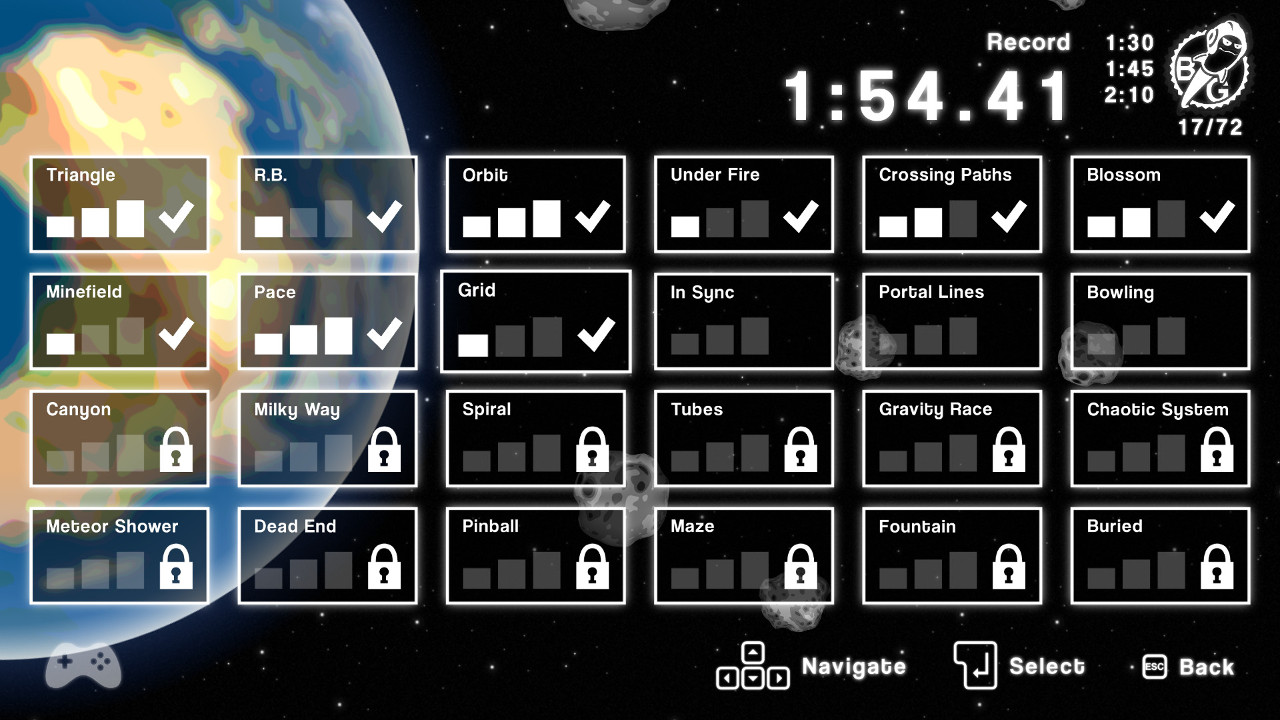 Record
1:54.41
1:30
1:45
2:10
B
G
17/72
Triangle
R.B.
Orbit
Under Fire
Crossing Paths
Blossom
Minefield
Pace
Grid
In Sync
Portal Lines
Bowling
Canyon
Milky Way
Spiral
Tubes
Gravity Race
Chaotic System
Meteor Shower
Dead End
Pinball
Maze
Fountain
Buried
Navigate
Select
ESC
Back